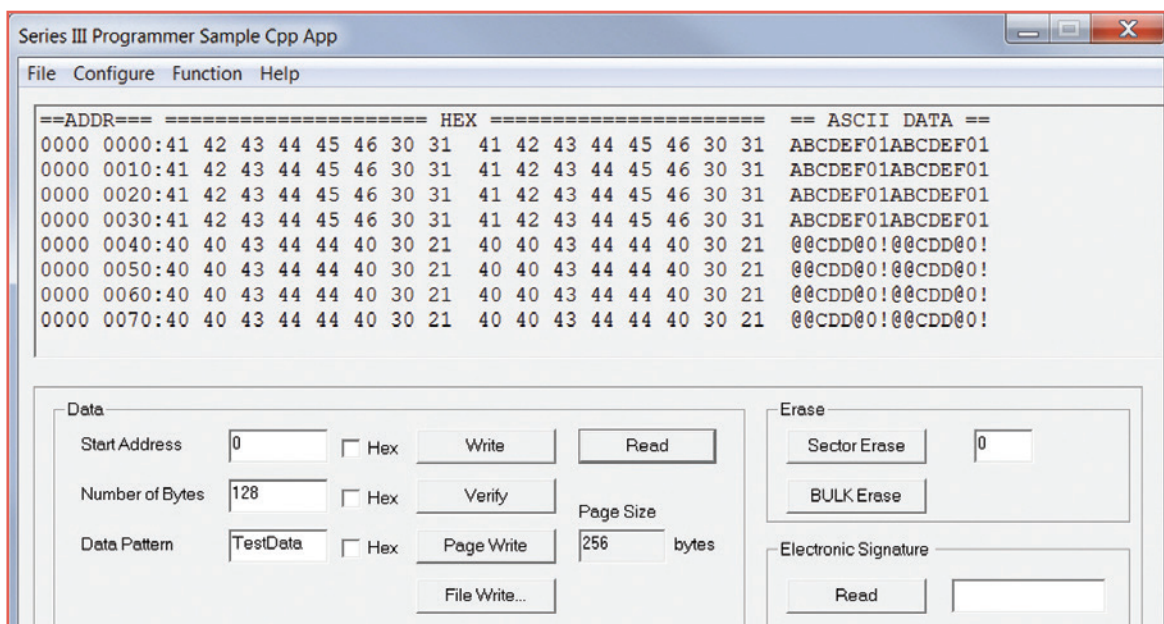 Series III Programmer Sample Cpp App
File Configure Function Help
==ADDR=== ===================== HEX ====================== == ASCII DATA ==
0000 0000:41 42 43 44 45 46 30 31 41 42 43 44 45 46 30 31 ABCDEF01ABCDEF01
0000 0010:41 42 43 44 45 46 30 31 41 42 43 44 45 46 30 31 ABCDEF01ABCDEF01
0000 0020:41 42 43 44 45 46 30 31 41 42 43 44 45 46 30 31 ABCDEF01ABCDEF01
0000 0030:41 42 43 44 45 46 30 31 41 42 43 44 45 46 30 31 ABCDEF01ABCDEF01
0000 0040:40 40 43 44 44 40 30 21 40 40 43 44 44 40 30 21 @@CDD@0!@@CDD@0!
0000 0050:40 40 43 44 44 40 30 21 40 40 43 44 44 40 30 21 @@CDD@0!@@CDD@0!
0000 0060:40 40 43 44 44 40 30 21 40 40 43 44 44 40 30 21 @@CDD@0!@@CDD@0!
0000 0070:40 40 43 44 44 40 30 21 40 40 43 44 44 40 30 21 @@CDD@0!@@CDD@0!
Data
Start Address 0 Hex Write Read
Number of Bytes 128 Hex Verify
Page Size
Data Pattern TestData Hex Page Write 256 bytes
File Write...
Erase
Sector Erase 0
BULK Erase
Electronic Signature
Read